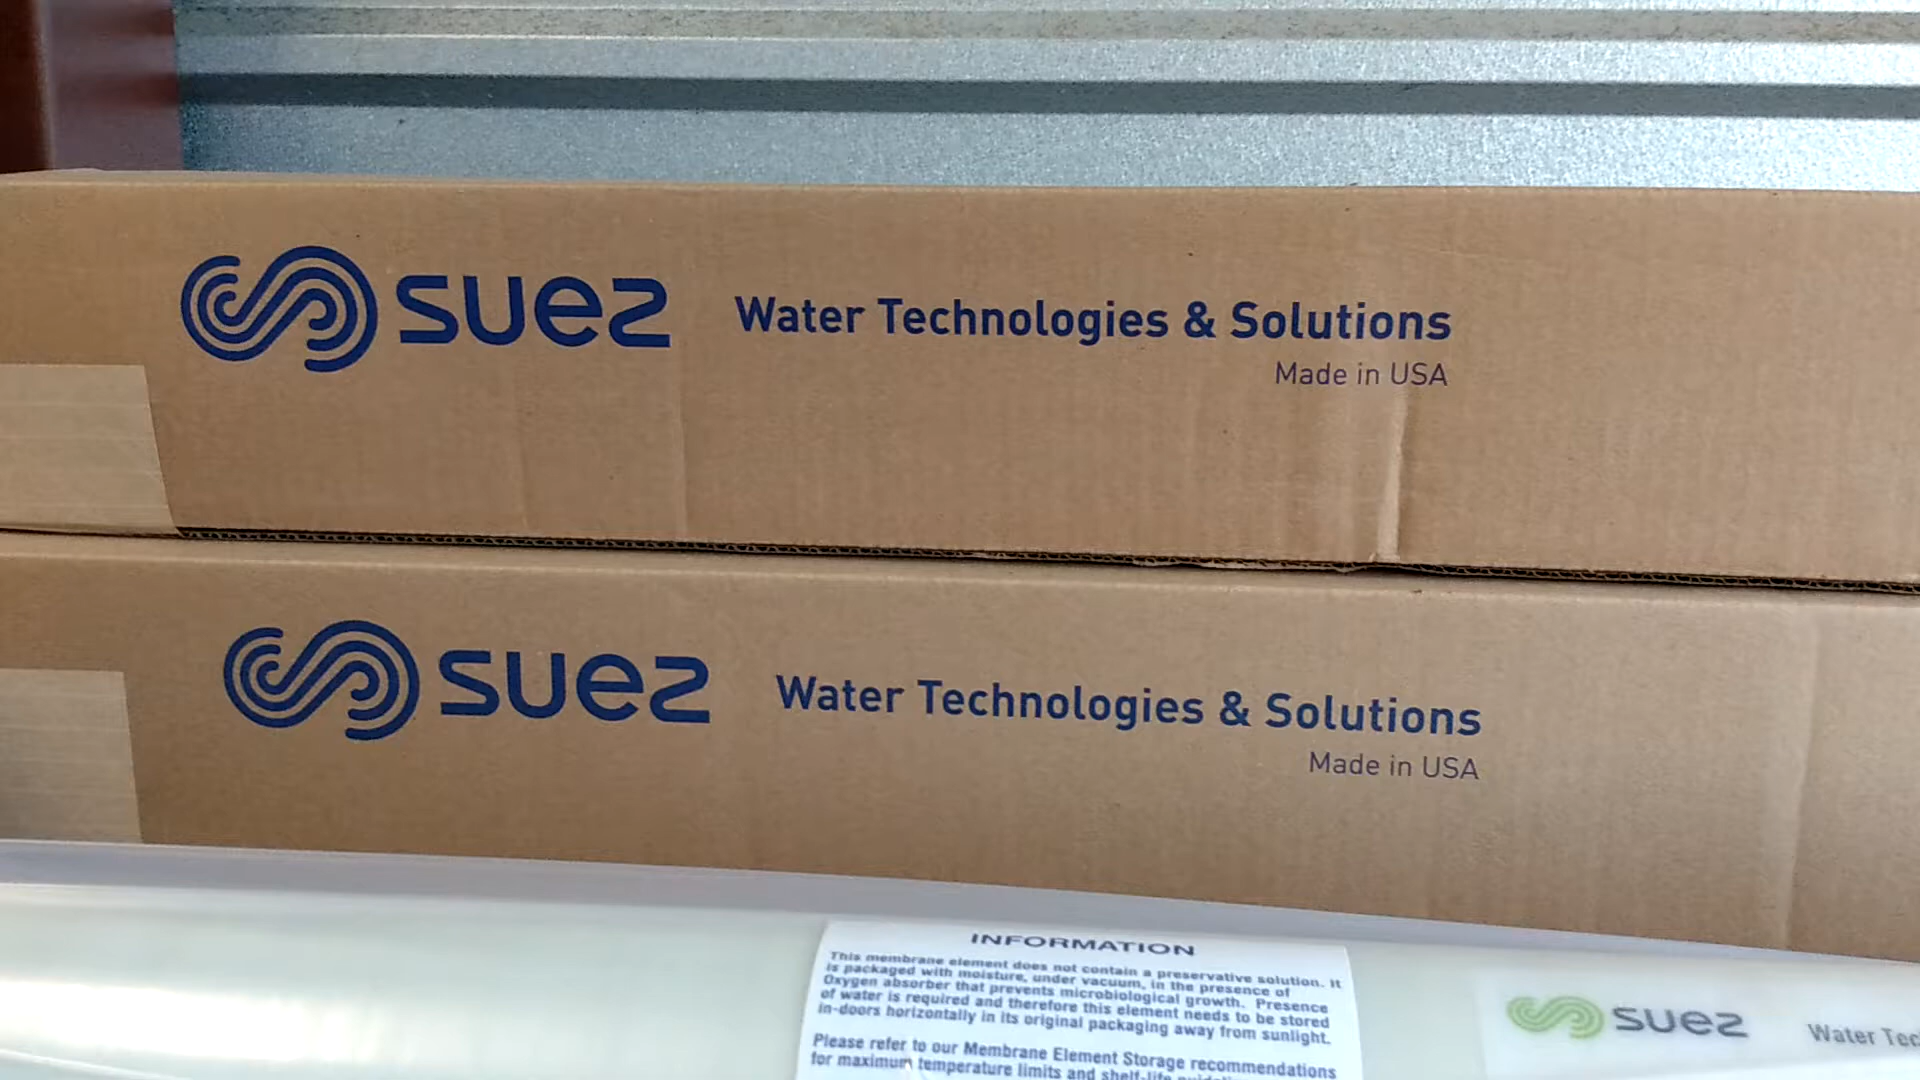 suez Water Technologies & Solutions
Made in USA
suez Water Technologies & Solutions
Made in USA
INFORMATION
This membrane element does not contain a preservative solution. It
is packaged with moisture, under vacuum, in the presence of
Oxygen absorber that prevents microbiological growth. Presence
of water is required and therefore this element needs to be stored
in-doors horizontally in its original packaging away from sunlight.
Please refer to our Membrane Element Storage recommendations
for maximum temperature limits and shelf-life
suez Water